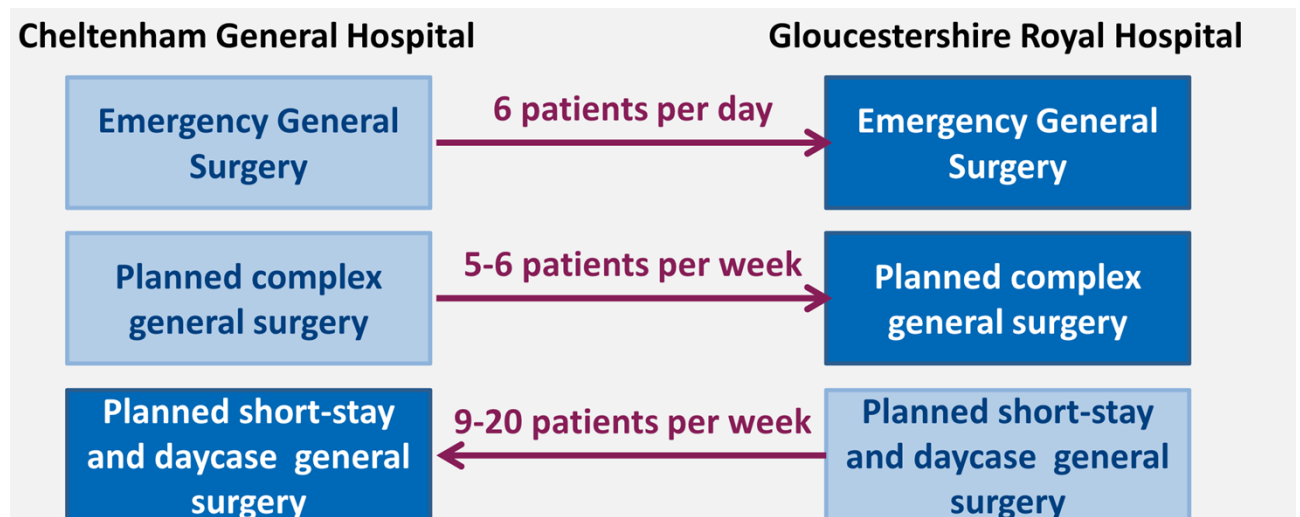 Cheltenham General Hospital
Gloucestershire Royal Hospital
Emergency General
Surgery
6 patients per day
Emergency General
Surgery
Planned complex
general surgery
5-6 patients per week
Planned complex
general surgery
Planned short-stay
and daycase general
surgery
9-20 patients per week
Planned short-stay
and daycase general
surgery